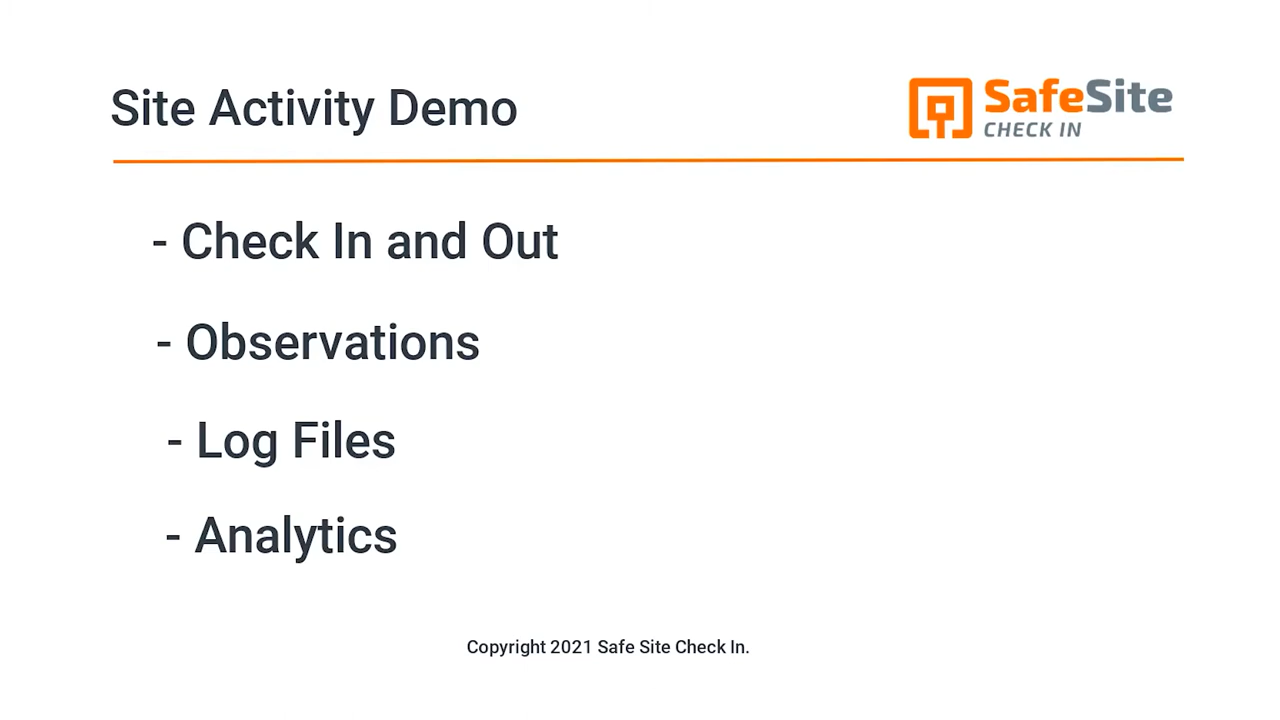 Site Activity Demo
SafeSite
CHECK IN
- Check In and Out
- Observations
- Log Files
- Analytics
Copyright 2021 Safe Site Check In.